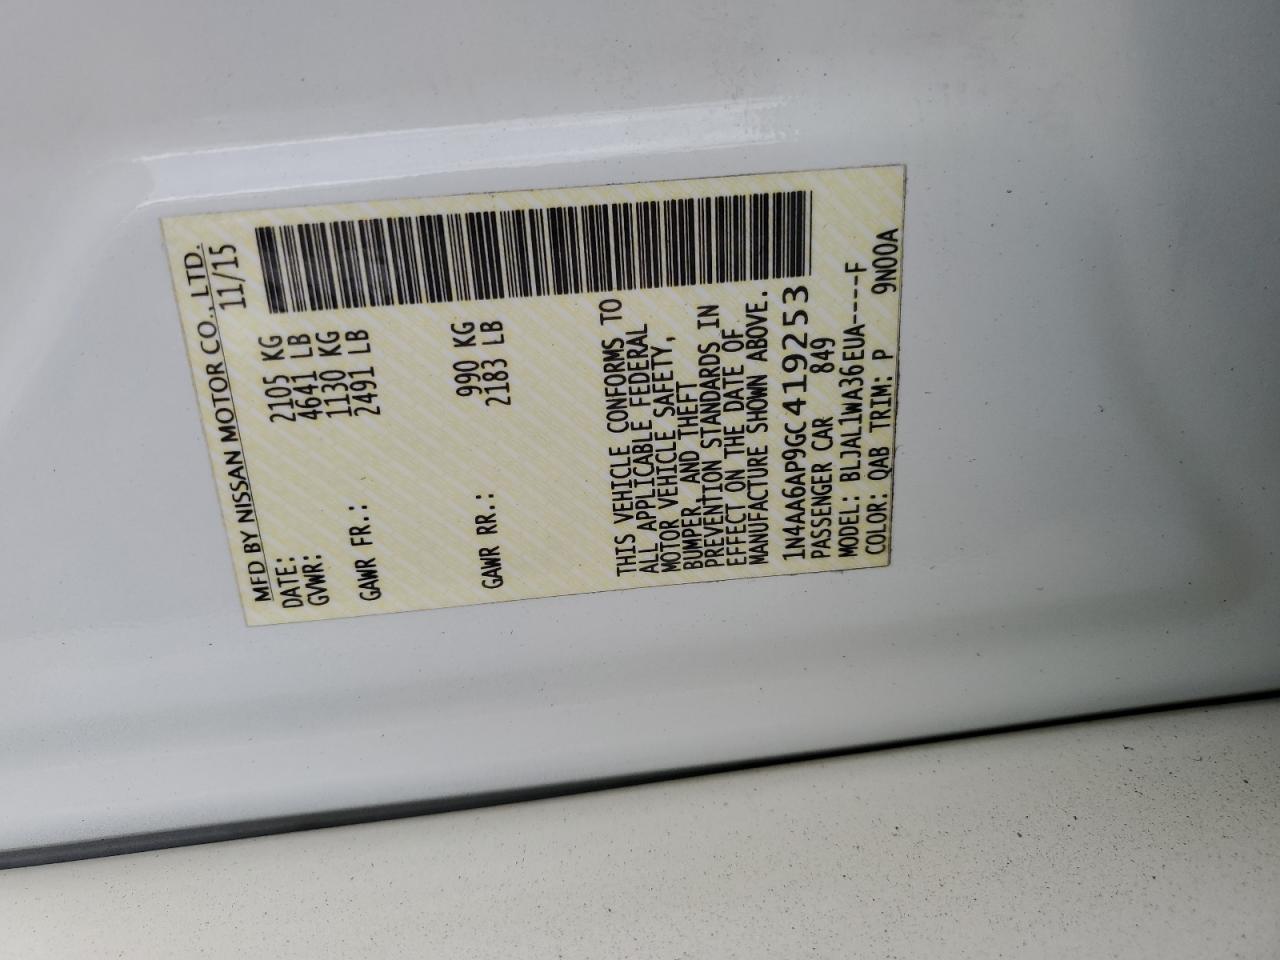 MFD BY NISSAN MOTOR CO., LTD.
DATE: 11/15
GVWR: 2105 KG
4641 LB
GAWR FR.: 1130 KG
2491 LB
GAWR RR.: 990 KG
2183 LB
THIS VEHICLE CONFORMS TO
ALL APPLICABLE FEDERAL
MOTOR VEHICLE SAFETY,
BUMPER, AND THEFT
PREVENTION STANDARDS IN
EFFECT ON THE DATE OF
MANUFACTURE SHOWN ABOVE.
1N4AA6AP9GC419253
PASSENGER CAR 849
MODEL: BLJAL1WA36EUA----F
COLOR: QAB TRIM: P 9N00A